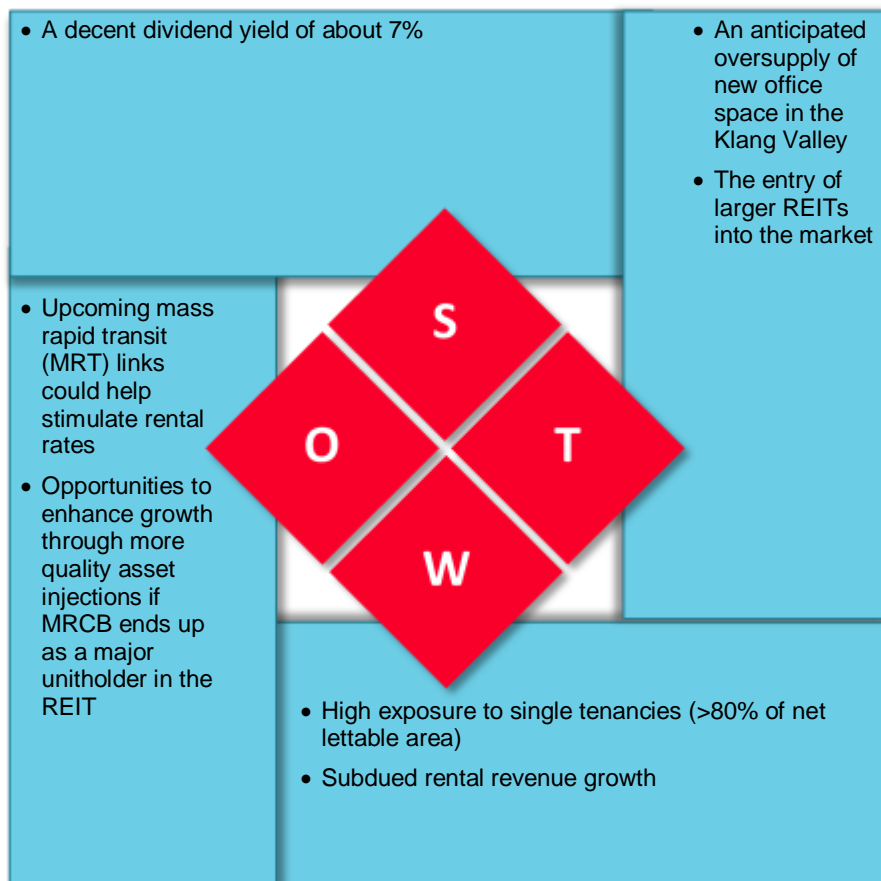 • A decent dividend yield of about 7%
• An anticipated
oversupply of
new office
space in the
Klang Valley
• The entry of
larger REITs
into the market
• Upcoming mass
rapid transit
(MRT) links
could help
stimulate rental
rates
• Opportunities to
enhance growth
through more
quality asset
injections if
MRCB ends up
as a major
unitholder in the
REIT
S
O
T
W
• High exposure to single tenancies (>80% of net
lettable area)
• Subdued rental revenue growth